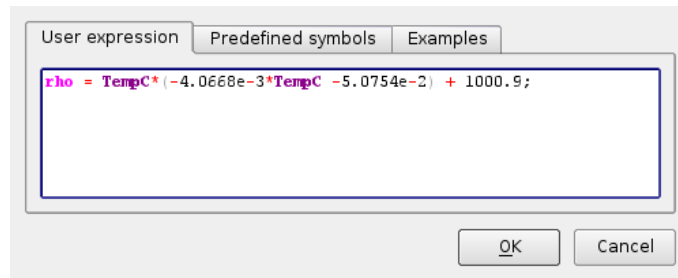 User expression Predefined symbols Examples
rho = TempC*(-4.0668e-3*TempC -5.0754e-2) + 1000.9;
OK Cancel